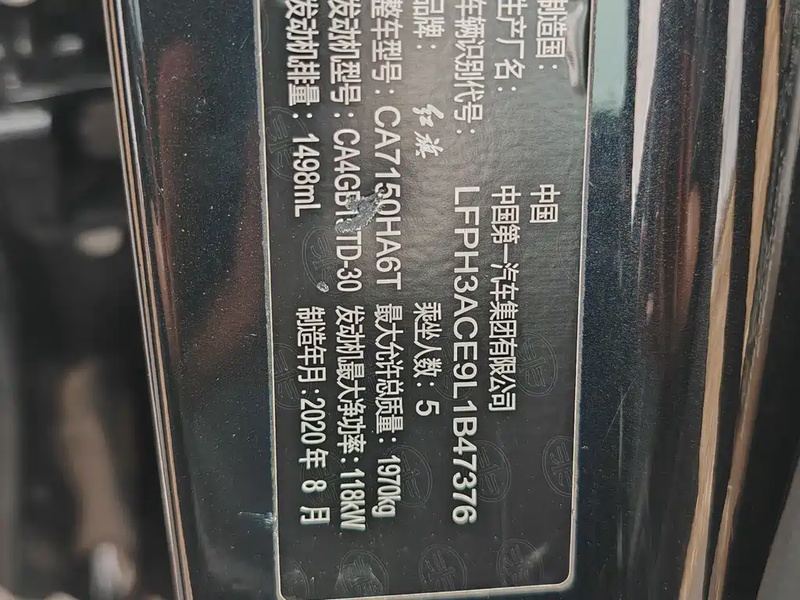 制造国：中国
生产厂名：中国第一汽车集团有限公司
车辆识别代号：LFPH3ACE9L1B47376
品牌：红旗 乘坐人数：5
整车型号：CA7150HA6T 最大允许总质量：1970kg
发动机型号：CA4GB15TD-30 发动机最大净功率：118kW
发动机排量：1498mL 制造年月：2020年8月